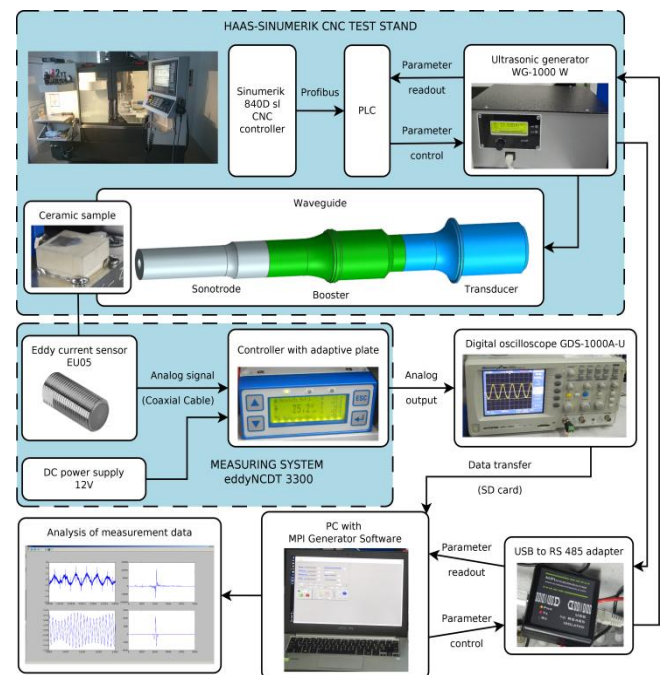 HAAS-SINUMERIK CNC TEST STAND
Sinumerik
840D sl
CNC
controller
Profibus
PLC
Parameter
readout
Parameter
control
Ultrasonic generator
WG-1000 W
Ceramic sample
Waveguide
Sonotrode
Booster
Transducer
Eddy current sensor
EU05
Analog signal
(Coaxial Cable)
Controller with adaptive plate
ESC
Analog
output
Digital oscilloscope GDS-1000A-U
DC power supply
12V
MEASURING SYSTEM
eddyNCDT 3300
Data transfer
(SD card)
Analysis of measurement data
PC with
MPI Generator Software
Parameter
readout
Parameter
control
USB to RS 485 adapter